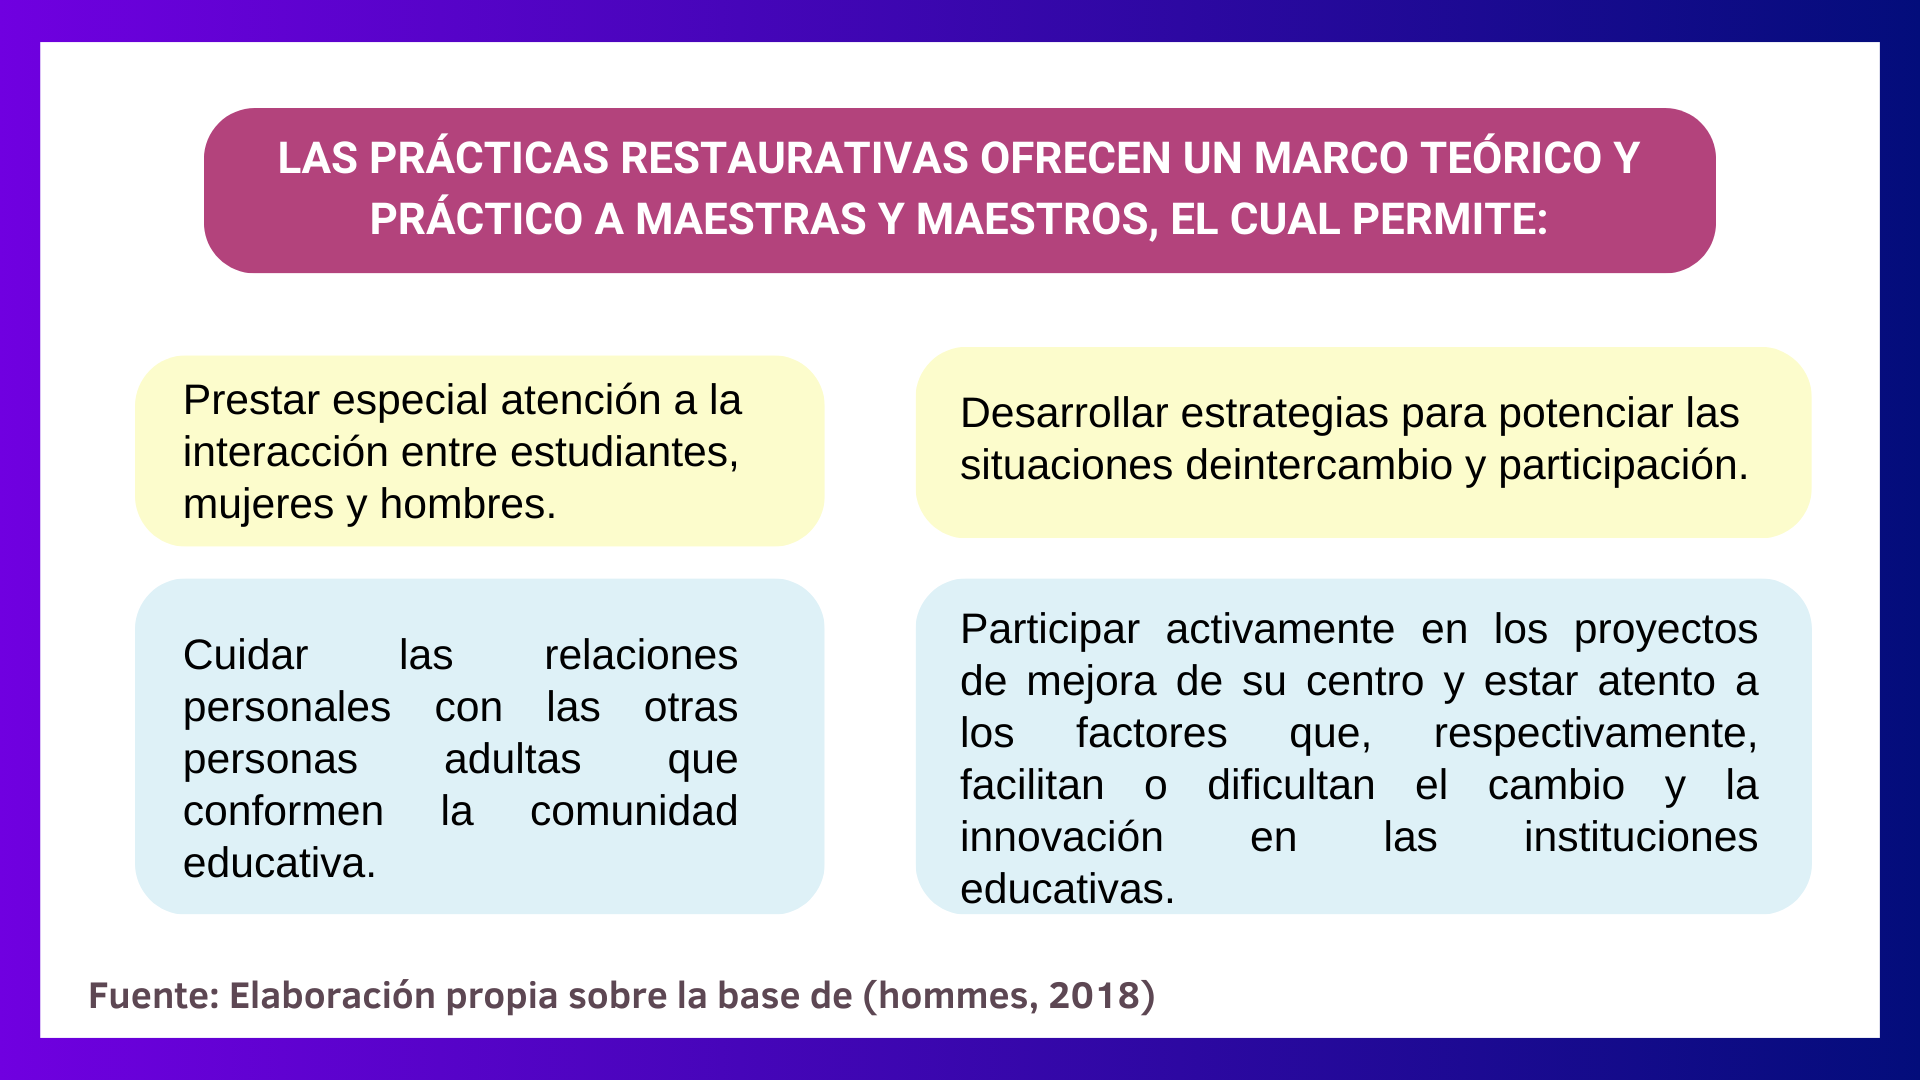 LAS PRÁCTICAS RESTAURATIVAS OFRECEN UN MARCO TEÓRICO Y
PRÁCTICO A MAESTRAS Y MAESTROS, EL CUAL PERMITE:
Prestar especial atención a la
interacción entre estudiantes,
mujeres y hombres.
Desarrollar estrategias para potenciar las
situaciones deintercambio y participación.
Cuidar las relaciones
personales con las otras
personas adultas que
conformen la comunidad
educativa.
Participar activamente en los proyectos
de mejora de su centro y estar atento a
los factores que, respectivamente,
facilitan o dificultan el cambio y la
innovación en las instituciones
educativas.
Fuente: Elaboración propia sobre la base de (hommes, 2018)